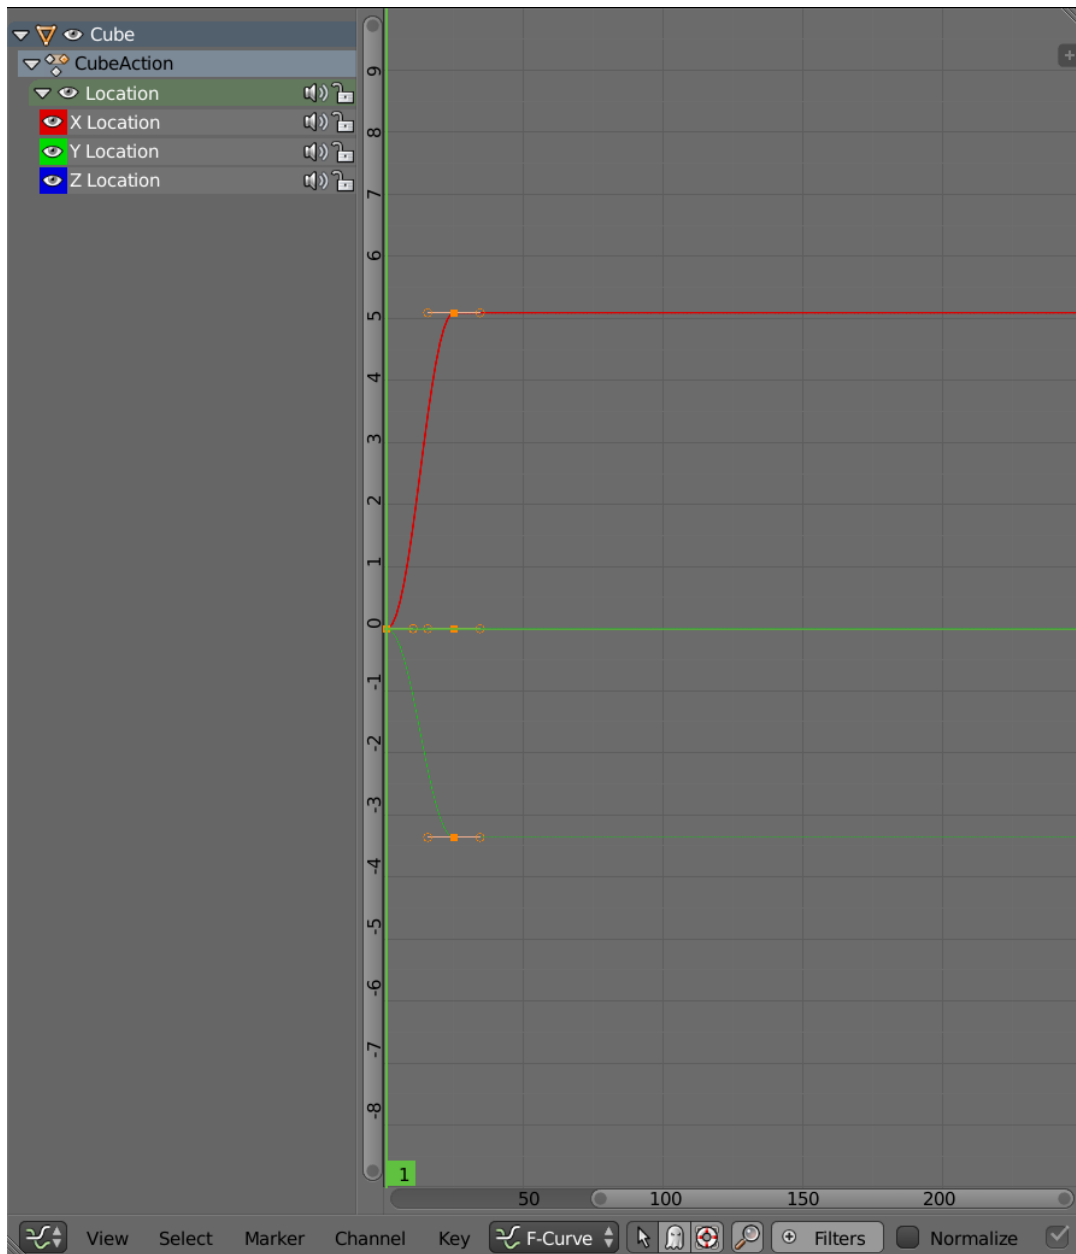 Cube
CubeAction
Location
X Location
Y Location
Z Location
9
8
7
6
5
4
3
2
1
0
-1
-2
-3
-4
-5
-6
-7
-8
1
50 100 150 200
View Select Marker Channel Key F-Curve Filters Normalize